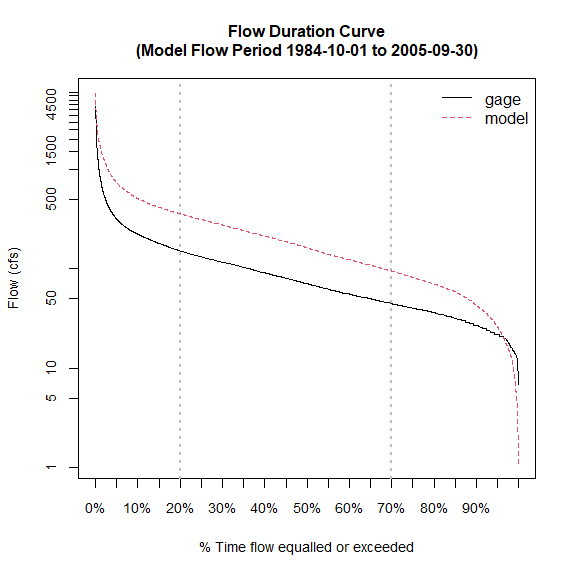 Flow Duration Curve
(Model Flow Period 1984-10-01 to 2005-09-30)
gage
model
Flow (cfs)
4500
1500
500
50
10
5
1
0% 10% 20% 30% 40% 50% 60% 70% 80% 90%
% Time flow equalled or exceeded